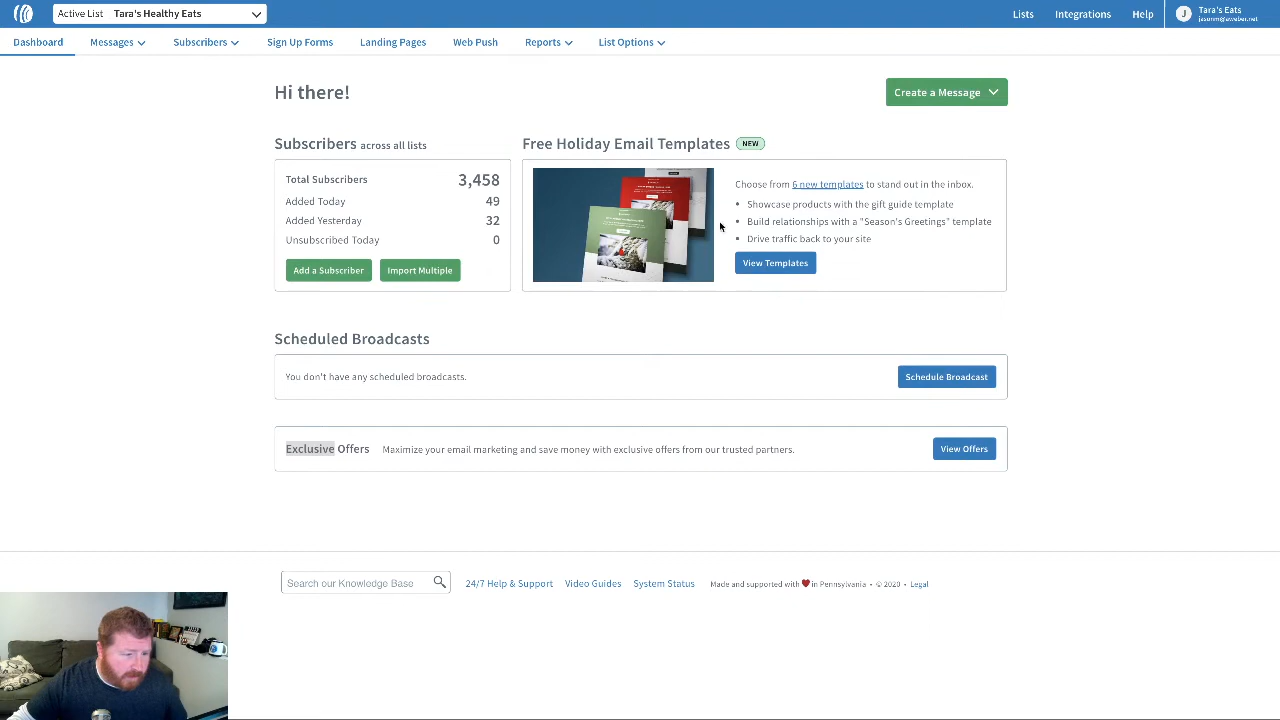 Active List Tara's Healthy Eats
Lists Integrations Help
J
Tara's Eats
jasonm@aweber.net
Dashboard Messages Subscribers Sign Up Forms Landing Pages Web Push Reports List Options
Hi there!
Create a Message
Subscribers across all lists
Total Subscribers 3,458
Added Today 49
Added Yesterday 32
Unsubscribed Today 0
Add a Subscriber Import Multiple
Free Holiday Email Templates NEW
Choose from 6 new templates to stand out in the inbox.
• Showcase products with the gift guide template
• Build relationships with a "Season's Greetings" template
• Drive traffic back to your site
View Templates
Scheduled Broadcasts
You don't have any scheduled broadcasts. Schedule Broadcast
Exclusive Offers Maximize your email marketing and save money with exclusive offers from our trusted partners. View Offers
Search our Knowledge Base 24/7 Help & Support Video Guides System Status Made and supported with ❤ in Pennsylvania • © 2020 • Legal